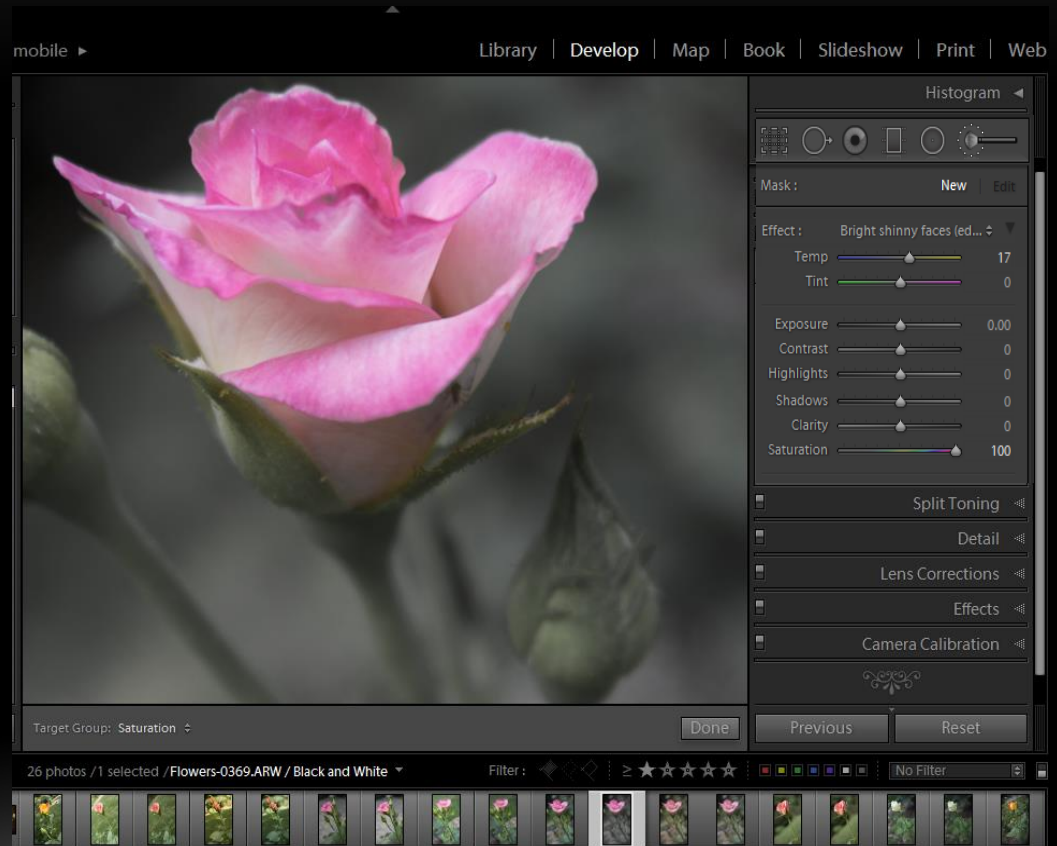 mobile
Library Develop Map Book Slideshow Print Web
Histogram
Mask : New Edit
Effect : Bright shinny faces (ed...
Temp 17
Tint 0
Exposure 0.00
Contrast 0
Highlights 0
Shadows 0
Clarity 0
Saturation 100
Split Toning
Detail
Lens Corrections
Effects
Camera Calibration
Target Group: Saturation Done
Previous Reset
26 photos /1 selected /Flowers-0369.ARW / Black and White Filter : ≥ No Filter